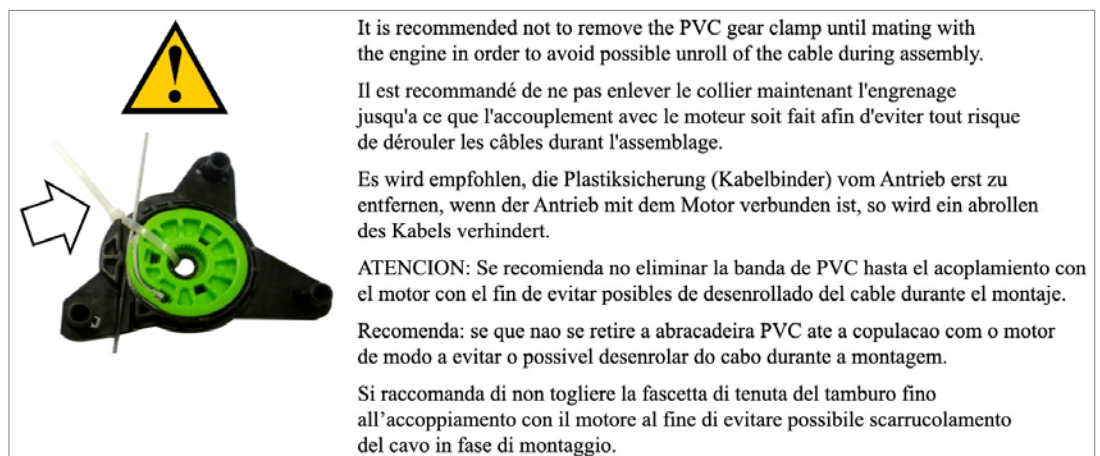 It is recommended not to remove the PVC gear clamp until mating with
the engine in order to avoid possible unroll of the cable during assembly.
Il est recommandé de ne pas enlever le collier maintenant l'engrenage
jusqu'a ce que l'accouplement avec le moteur soit fait afin d'eviter tout risque
de dérouler les câbles durant l'assemblage.
Es wird empfohlen, die Plastiksicherung (Kabelbinder) vom Antrieb erst zu
entfernen, wenn der Antrieb mit dem Motor verbunden ist, so wird ein abrollen
des Kabels verhindert.
ATENCION: Se recomienda no eliminar la banda de PVC hasta el acoplamiento con
el motor con el fin de evitar posibles de desenrollado del cable durante el montaje.
Recomenda: se que nao se retire a abracadeira PVC ate a copulacao com o motor
de modo a evitar o possivel desenrolar do cabo durante a montagem.
Si raccomanda di non togliere la fascetta di tenuta del tamburo fino
all’accoppiamento con il motore al fine di evitare possibile scarrucolamento
del cavo in fase di montaggio.